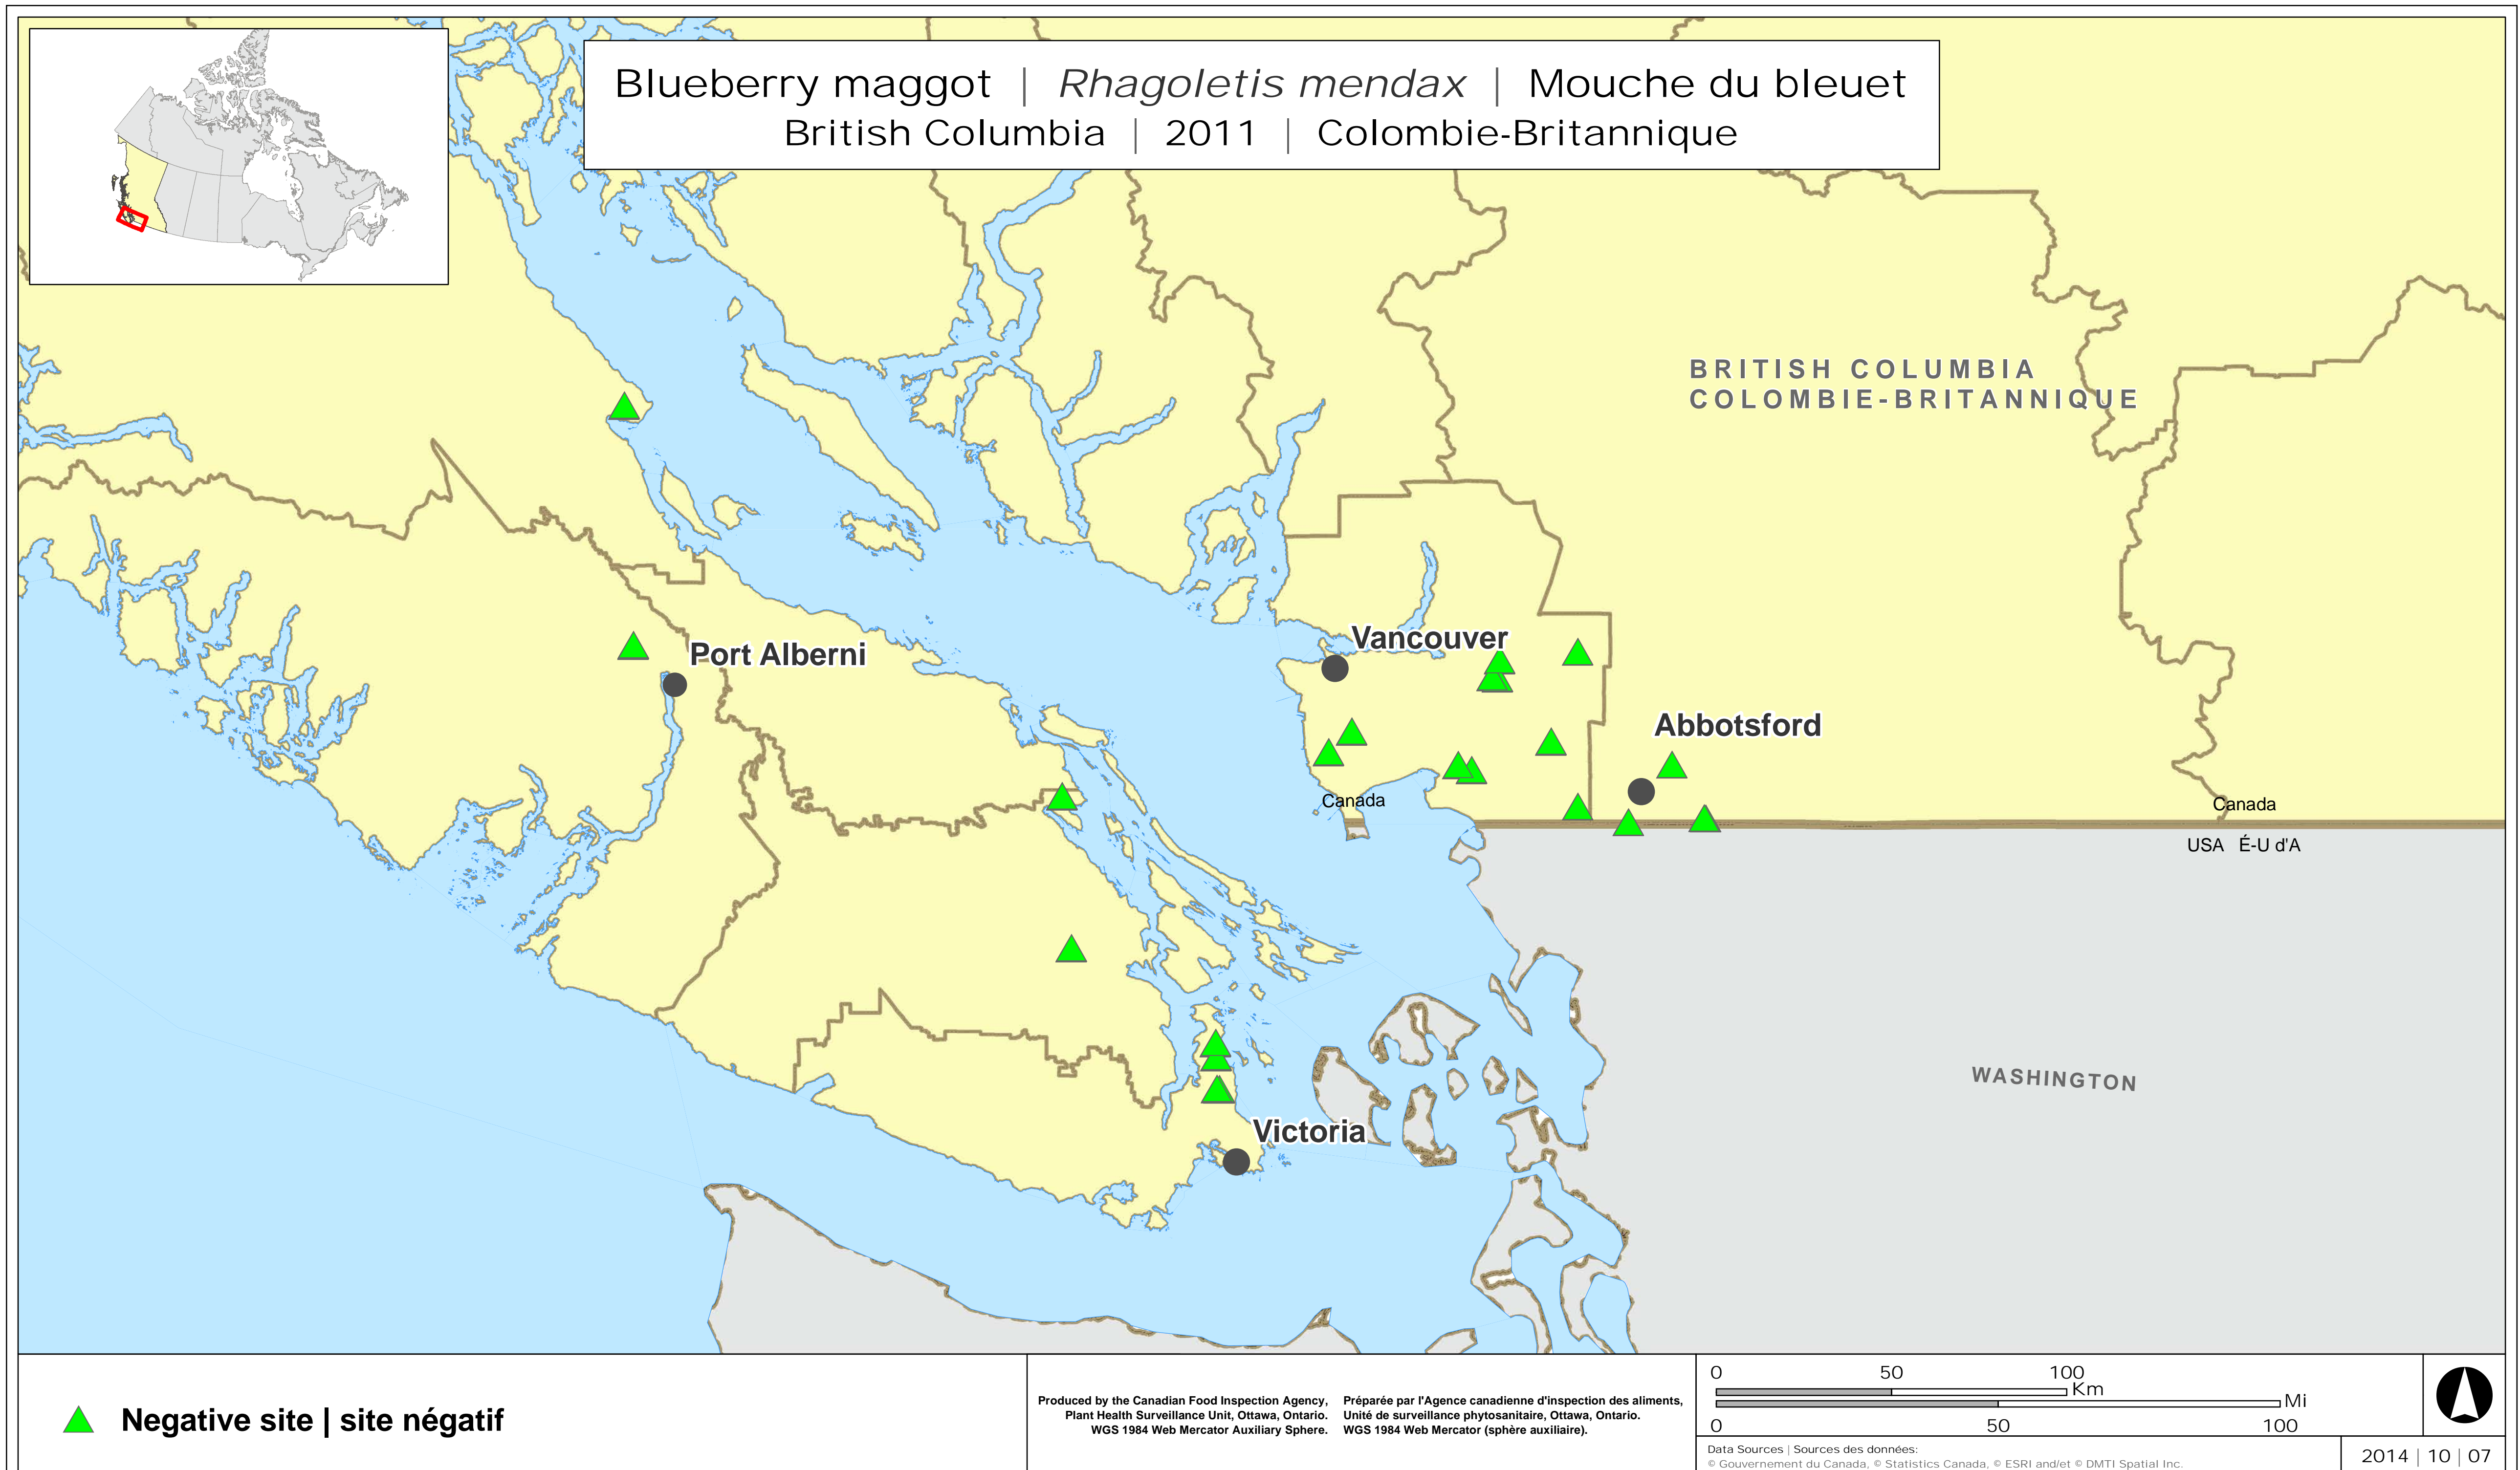 Blueberry maggot | Rhagoletis mendax | Mouche du bleuet
British Columbia | 2011 | Colombie-Britannique
BRITISH COLUMBIA
COLOMBIE-BRITANNIQUE
Vancouver
Port Alberni
Abbotsford
Canada
Canada
USA É-U d'A
WASHINGTON
Victoria
Negative site | site négatif
Produced by the Canadian Food Inspection Agency,
Plant Health Surveillance Unit, Ottawa, Ontario.
WGS 1984 Web Mercator Auxiliary Sphere.
Préparée par l'Agence canadienne d'inspection des aliments,
Unité de surveillance phytosanitaire, Ottawa, Ontario.
WGS 1984 Web Mercator (sphère auxiliaire).
0 50 100
Km
Mi
0 50 100
Data Sources | Sources des données:
© Gouvernement du Canada, © Statistics Canada, © ESRI and/et © DMTI Spatial Inc.
2014 | 10 | 07